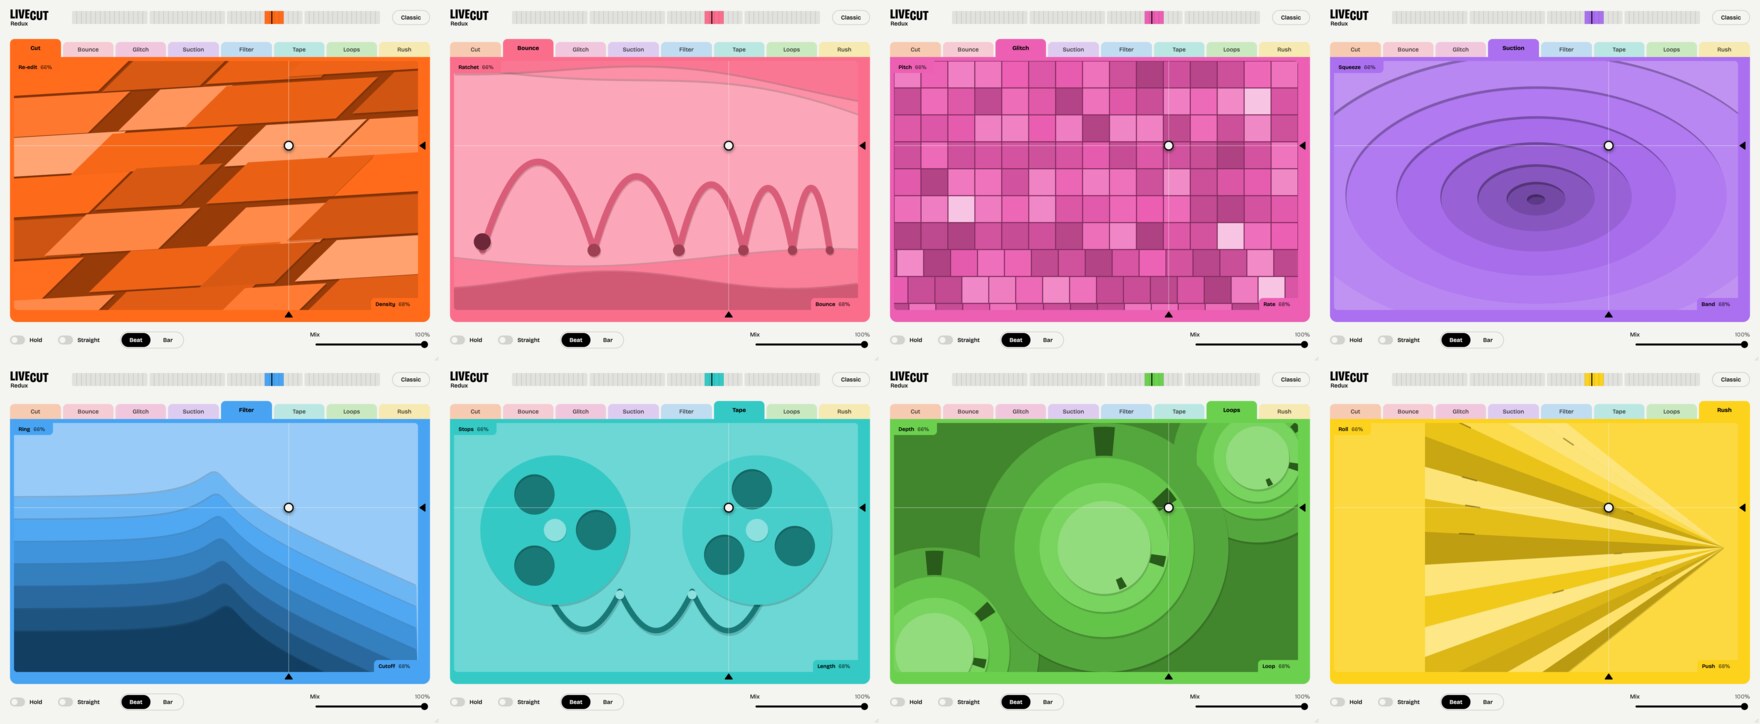 LIVECUT
Redux
Classic
Cut Bounce Glitch Suction Filter Tape Loops Rush
Re-edit 68%
Density 68%
Hold Straight Beat Bar Mix 100%
LIVECUT
Redux
Classic
Cut Bounce Glitch Suction Filter Tape Loops Rush
Ratchet 68%
Bounce 68%
Hold Straight Beat Bar Mix 100%
LIVECUT
Redux
Classic
Cut Bounce Glitch Suction Filter Tape Loops Rush
Pitch 68%
Rate 68%
Hold Straight Beat Bar Mix 100%
LIVECUT
Redux
Classic
Cut Bounce Glitch Suction Filter Tape Loops Rush
Squeeze 68%
Bend 68%
Hold Straight Beat Bar Mix 100%
LIVECUT
Redux
Classic
Cut Bounce Glitch Suction Filter Tape Loops Rush
Ring 68%
Cutoff 68%
Hold Straight Beat Bar Mix 100%
LIVECUT
Redux
Classic
Cut Bounce Glitch Suction Filter Tape Loops Rush
Stops 68%
Length 68%
Hold Straight Beat Bar Mix 100%
LIVECUT
Redux
Classic
Cut Bounce Glitch Suction Filter Tape Loops Rush
Depth 68%
Loop 68%
Hold Straight Beat Bar Mix 100%
LIVECUT
Redux
Classic
Cut Bounce Glitch Suction Filter Tape Loops Rush
Roll 68%
Push 68%
Hold Straight Beat Bar Mix 100%